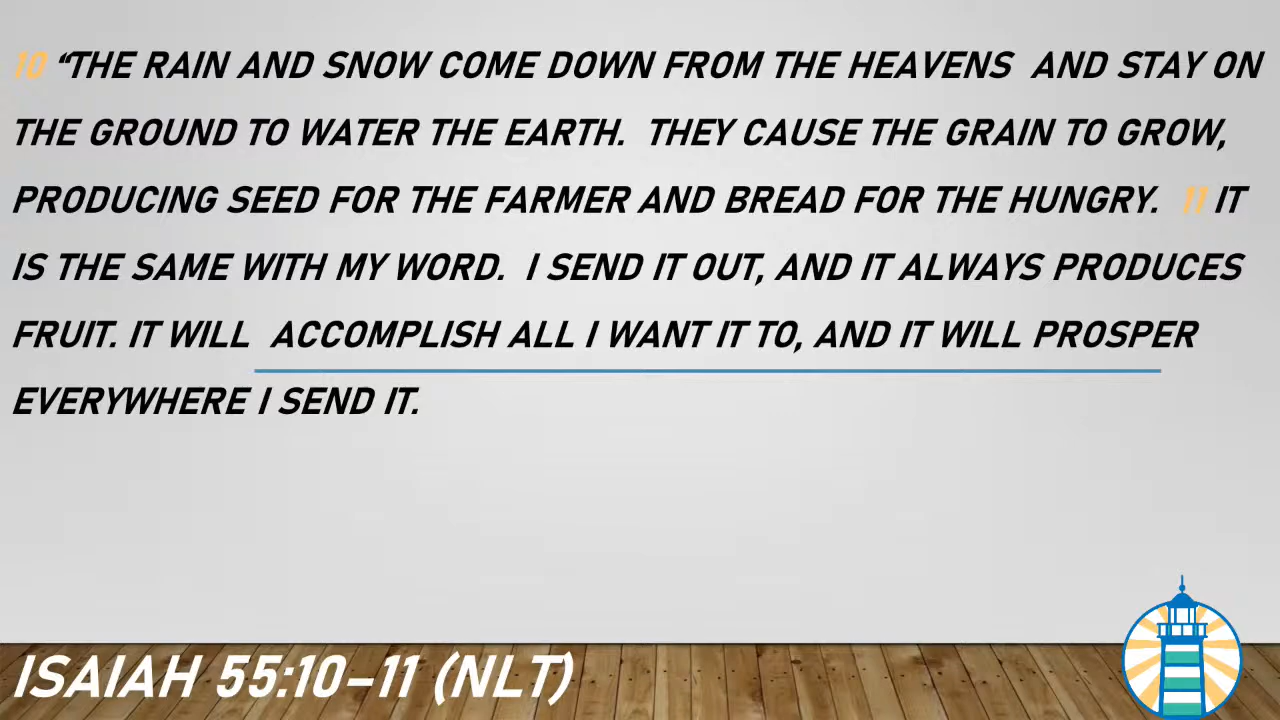 10 “THE RAIN AND SNOW COME DOWN FROM THE HEAVENS AND STAY ON
THE GROUND TO WATER THE EARTH. THEY CAUSE THE GRAIN TO GROW,
PRODUCING SEED FOR THE FARMER AND BREAD FOR THE HUNGRY. 11 IT
IS THE SAME WITH MY WORD. I SEND IT OUT, AND IT ALWAYS PRODUCES
FRUIT. IT WILL ACCOMPLISH ALL I WANT IT TO, AND IT WILL PROSPER
EVERYWHERE I SEND IT.
ISAIAH 55:10–11 (NLT)